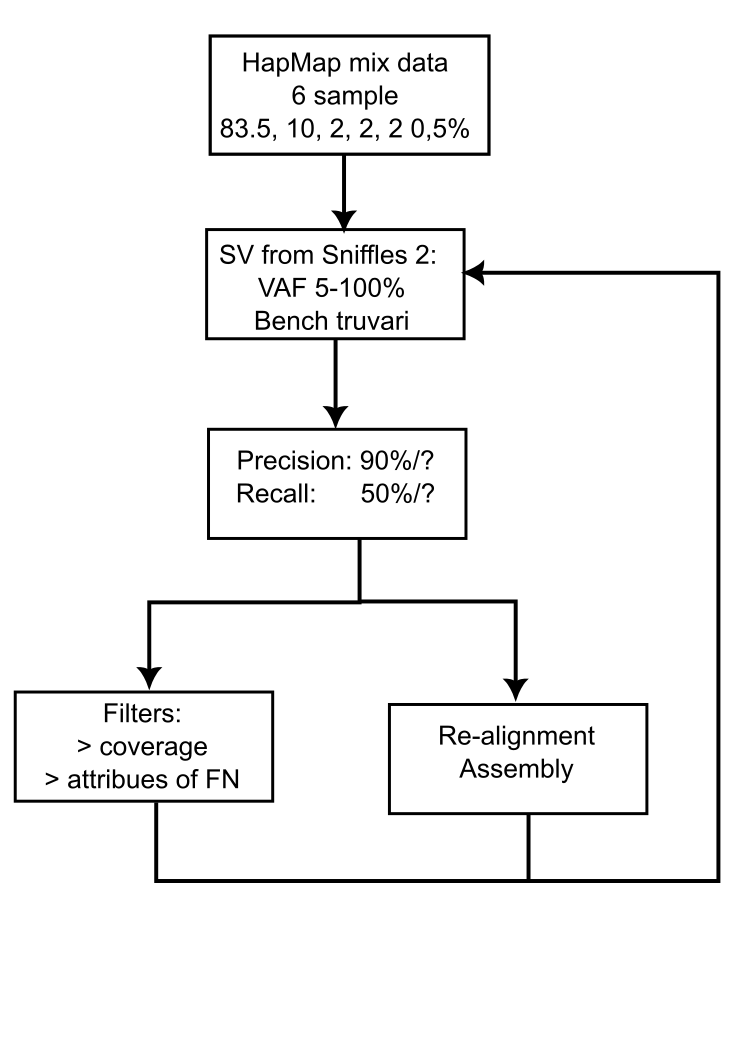 HapMap mix data
6 sample
83.5, 10, 2, 2, 2 0,5%
SV from Sniffles 2:
VAF 5-100%
Bench truvari
Precision: 90%/?
Recall: 50%/?
Filters:
> coverage
> attribues of FN
Re-alignment
Assembly